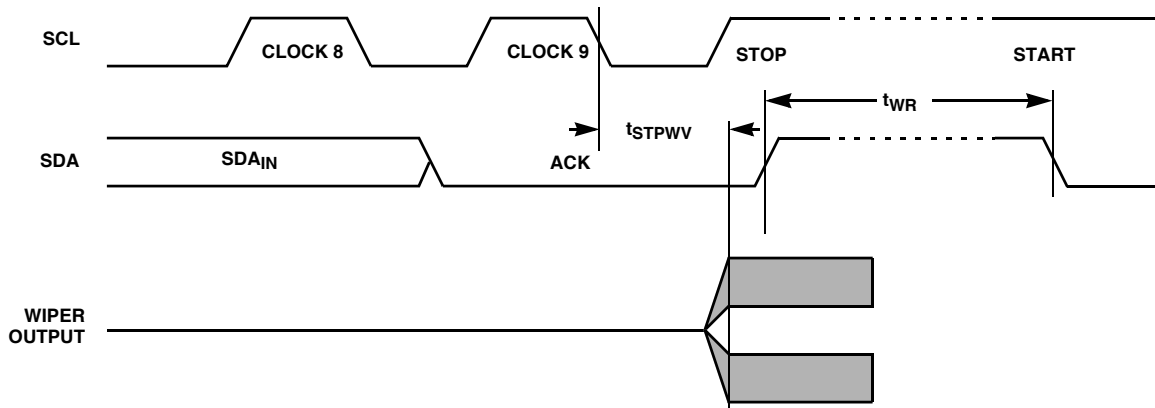 SCL
CLOCK 8
CLOCK 9
STOP
START
tWR
tSTPWV
SDA
SDAIN
ACK
WIPER
OUTPUT